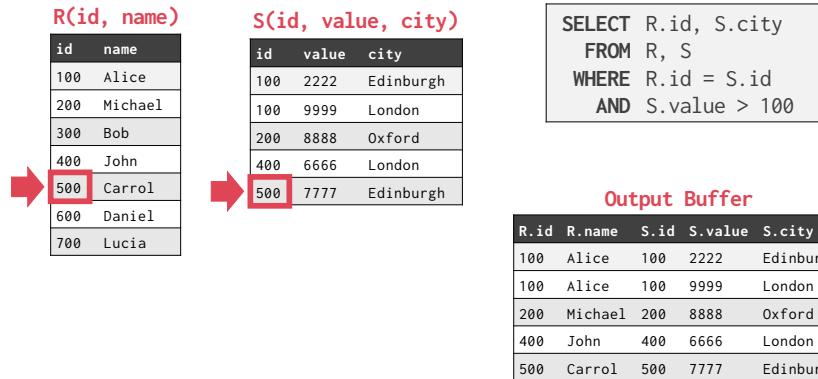 R(id, name)
id name
100 Alice
200 Michael
300 Bob
400 John
500 Carrol
600 Daniel
700 Lucia
S(id, value, city)
id value city
100 2222 Edinburgh
100 9999 London
200 8888 Oxford
400 6666 London
500 7777 Edinburgh
SELECT R.id, S.city
FROM R, S
WHERE R.id = S.id
AND S.value > 100
Output Buffer
R.id R.name S.id S.value S.city
100 Alice 100 2222 Edinbur
100 Alice 100 9999 London
200 Michael 200 8888 Oxford
400 John 400 6666 London
500 Carrol 500 7777 Edinbur